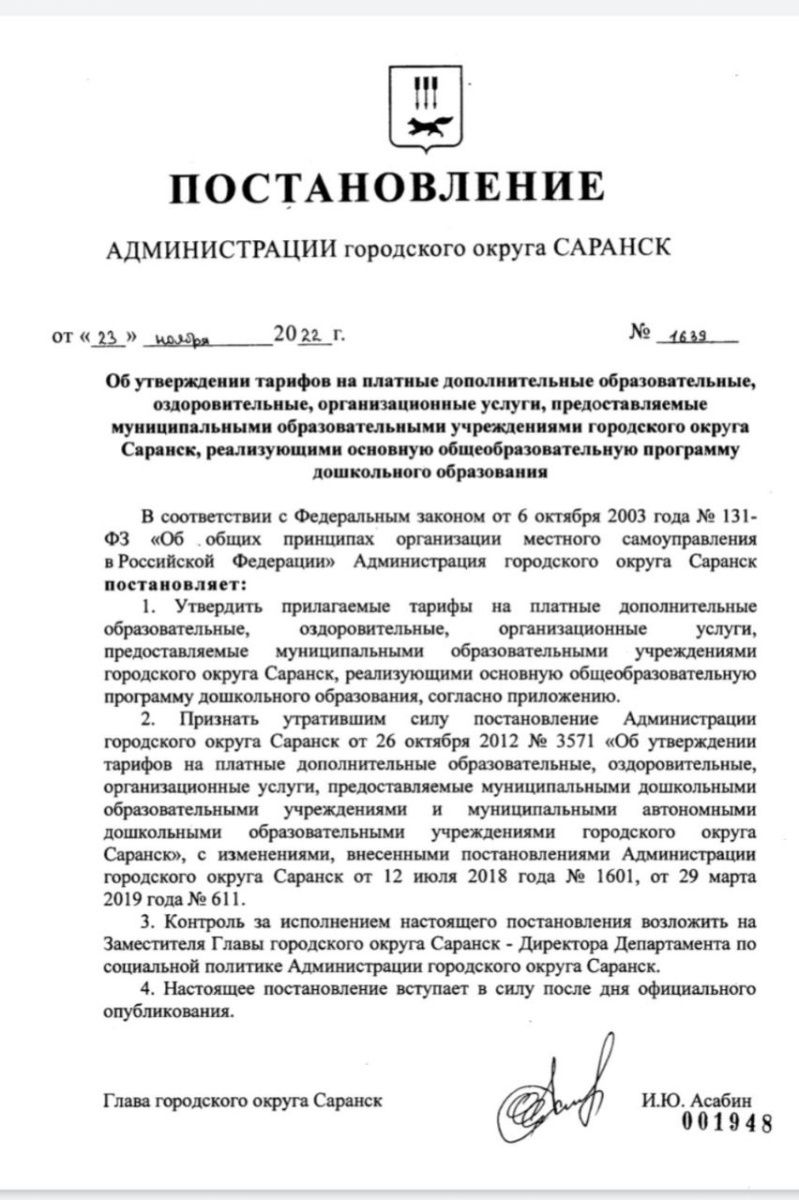 ПОСТАНОВЛЕНИЕ
АДМИНИСТРАЦИИ городского округа САРАНСК
от «23» ноября 2022 г. № 1639
Об утверждении тарифов на платные дополнительные образовательные,
оздоровительные, организационные услуги, предоставляемые
муниципальными образовательными учреждениями городского округа
Саранск, реализующими основную общеобразовательную программу
дошкольного образования
В соответствии с Федеральным законом от 6 октября 2003 года № 131-
ФЗ «Об общих принципах организации местного самоуправления
в Российской Федерации» Администрация городского округа Саранск
постановляет:
1. Утвердить прилагаемые тарифы на платные дополнительные
образовательные, оздоровительные, организационные услуги,
предоставляемые муниципальными образовательными учреждениями
городского округа Саранск, реализующими основную общеобразовательную
программу дошкольного образования, согласно приложению.
2. Признать утратившим силу постановление Администрации
городского округа Саранск от 26 октября 2012 № 3571 «Об утверждении
тарифов на платные дополнительные образовательные, оздоровительные,
организационные услуги, предоставляемые муниципальными дошкольными
образовательными учреждениями и муниципальными автономными
дошкольными образовательными учреждениями городского округа
Саранск», с изменениями, внесенными постановлениями Администрации
городского округа Саранск от 12 июля 2018 года № 1601, от 29 марта
2019 года № 611.
3. Контроль за исполнением настоящего постановления возложить на
Заместителя Главы городского округа Саранск - Директора Департамента по
социальной политике Администрации городского округа Саранск.
4. Настоящее постановление вступает в силу после дня официального
опубликования.
Глава городского округа Саранск И.Ю. Асабин
001948